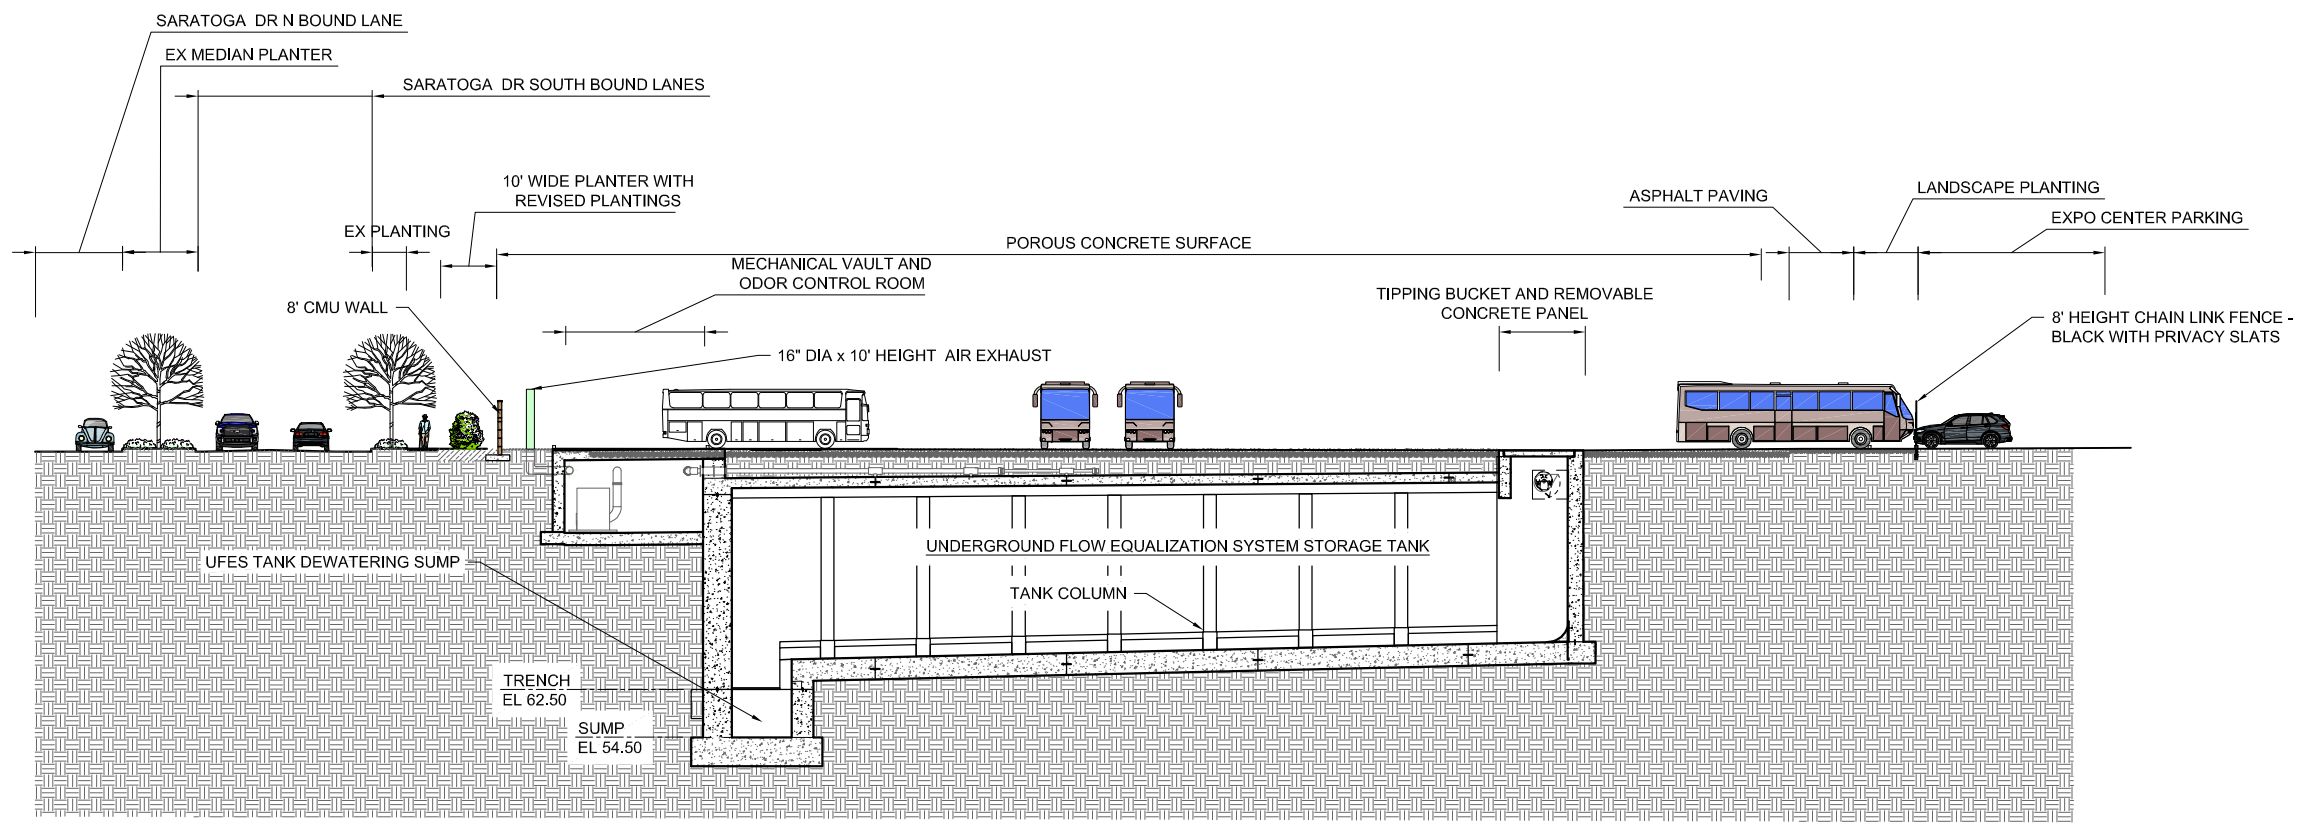 SARATOGA DR N BOUND LANE
EX MEDIAN PLANTER
SARATOGA DR SOUTH BOUND LANES
10' WIDE PLANTER WITH
REVISED PLANTINGS
EX PLANTING
POROUS CONCRETE SURFACE
ASPHALT PAVING
LANDSCAPE PLANTING
EXPO CENTER PARKING
MECHANICAL VAULT AND
ODOR CONTROL ROOM
TIPPING BUCKET AND REMOVABLE
CONCRETE PANEL
8' CMU WALL
16" DIA x 10' HEIGHT AIR EXHAUST
8' HEIGHT CHAIN LINK FENCE -
BLACK WITH PRIVACY SLATS
UNDERGROUND FLOW EQUALIZATION SYSTEM STORAGE TANK
UFES TANK DEWATERING SUMP
TANK COLUMN
TRENCH
EL 62.50
SUMP
EL 54.50